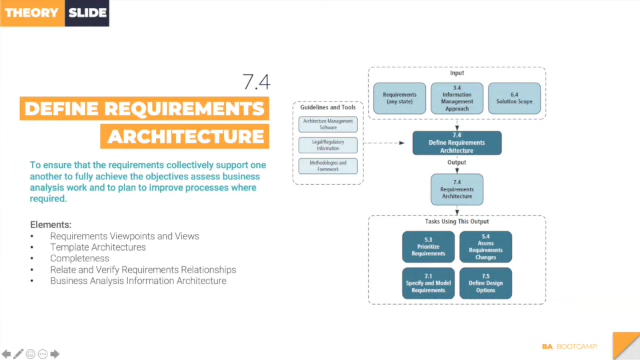 THEORY SLIDE
7.4
DEFINE REQUIREMENTS
ARCHITECTURE
To ensure that the requirements collectively support one
another to fully achieve the objectives assess business
analysis work and to plan to improve processes where
required.
Elements:
• Requirements Viewpoints and Views
• Template Architectures
• Completeness
• Relate and Verify Requirements Relationships
• Business Analysis Information Architecture
Input
Requirements
(any state)
3.4
Information
Management
Approach
6.4
Solution Scope
Guidelines and Tools
Architecture Management
Software
Legal/Regulatory
Information
Methodologies and
Framework
7.4
Define Requirements
Architecture
Output
7.4
Requirements
Architecture
Tasks Using This Output
5.3
Prioritize
Requirements
5.4
Assess
Requirements
Changes
7.1
Specify and Model
Requirements
7.5
Define Design
Options
BA BOOTCAMP